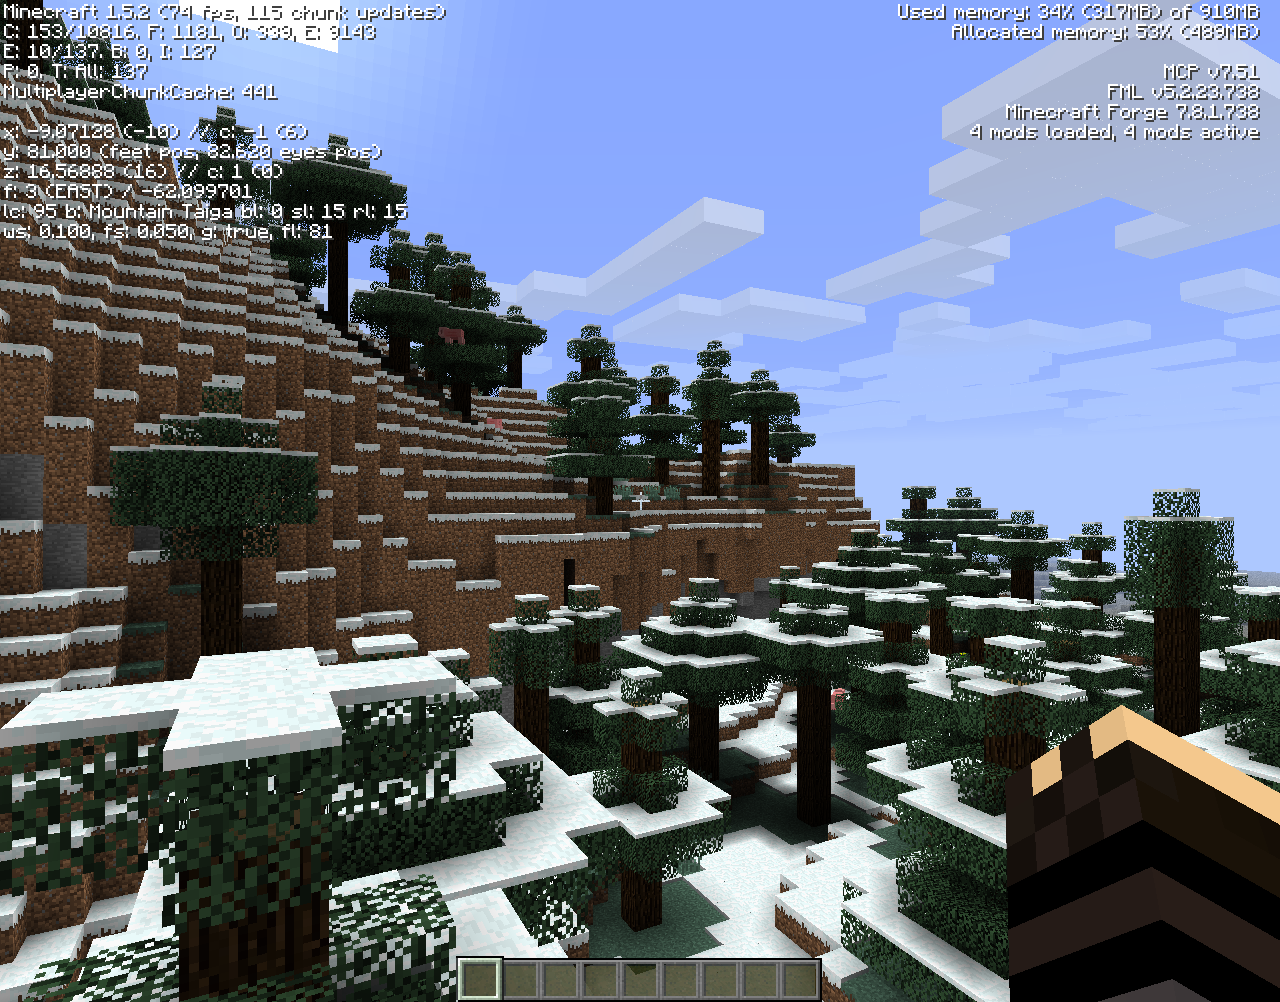 Minecraft 1.5.2 (74 fps, 115 chunk updates)
C: 153/10816. F: 1181, O: 339, E: 9143
E: 10/137. B: 0, I: 127
P: 0. T: All: 137
MultiplayerChunkCache: 441
x: -9.07128 (-10) // c: -1 (6)
y: 81.000 (feet pos, 82.620 eyes pos)
z: 16.56888 (16) // c: 1 (0)
f: 3 (EAST) / -62.099701
lc: 95 b: Mountain Taiga bl: 0 sl: 15 rl: 15
ws: 0.100, fs: 0.050, g: true, fl: 81
Used memory: 34% (317MB) of 910MB
Allocated memory: 53% (489MB)
MCP v7.51
FML v5.2.23.738
Minecraft Forge 7.8.1.738
4 mods loaded, 4 mods active